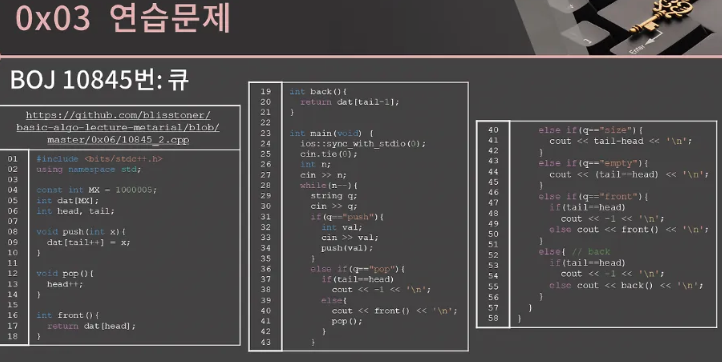 0x03 연습문제
BOJ 10845번: 큐
https://github.com/blisstoner/
basic-algo-lecture-metarial/blob/
master/0x06/10845_2.cpp
01 #include <bits/stdc++.h>
02 using namespace std;
03
04 const int MX = 1000005;
05 int dat[MX];
06 int head, tail;
07
08 void push(int x){
09 dat[tail++] = x;
10 }
11
12 void pop(){
13 head++;
14 }
15
16 int front(){
17 return dat[head];
18 }
19 int back(){
20 return dat[tail-1];
21 }
22
23 int main(void) {
24 ios::sync_with_stdio(0);
25 cin.tie(0);
26 int n;
27 cin >> n;
28 while(n--){
29 string q;
30 cin >> q;
31 if(q=="push"){
32 int val;
33 cin >> val;
34 push(val);
35 }
36 else if(q=="pop"){
37 if(tail==head)
38 cout << -1 << '\n';
39 else{
40 cout << front() << '\n';
41 pop();
42 }
43 }
40 else if(q=="size"){
41 cout << tail-head << '\n';
42 }
43 else if(q=="empty"){
44 cout << (tail==head) << '\n';
46 }
47 else if(q=="front"){
48 if(tail==head)
49 cout << -1 << '\n';
50 else cout << front() << '\n';
51 }
52 else{ // back
53 if(tail==head)
54 cout << -1 << '\n';
55 else cout << back() << '\n';
56 }
57 }
58 }
Enter